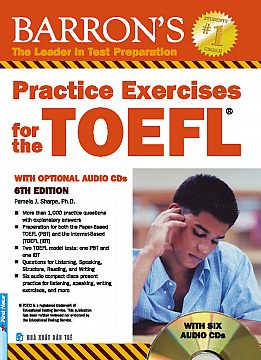 BARRON'S
The Leader in Test Preparation
STUDENTS'
#1
CHOICE
Practice Exercises
for the TOEFL®
WITH OPTIONAL AUDIO CDs
6TH EDITION
Pamela J. Sharpe, Ph.D.
• More than 1,000 practice questions
with explanatory answers
• Preparation for both the Paper-Based
TOEFL (PBT) and the Internet-Based
TOEFL (iBT)
• Two TOEFL model tests: one PBT and
one iBT
• Questions for Listening, Speaking,
Structure, Reading and Writing
• Six audio compact discs present
practice for listening, speaking, writing
exercises, and more
® TOEFL is a registered trademark of
Educational Testing Service. This publication
has been neither reviewed nor endorsed by
the Educational Testing Service.
WITH SIX
AUDIO CDs
First News
NHÀ XUẤT BẢN TRẺ